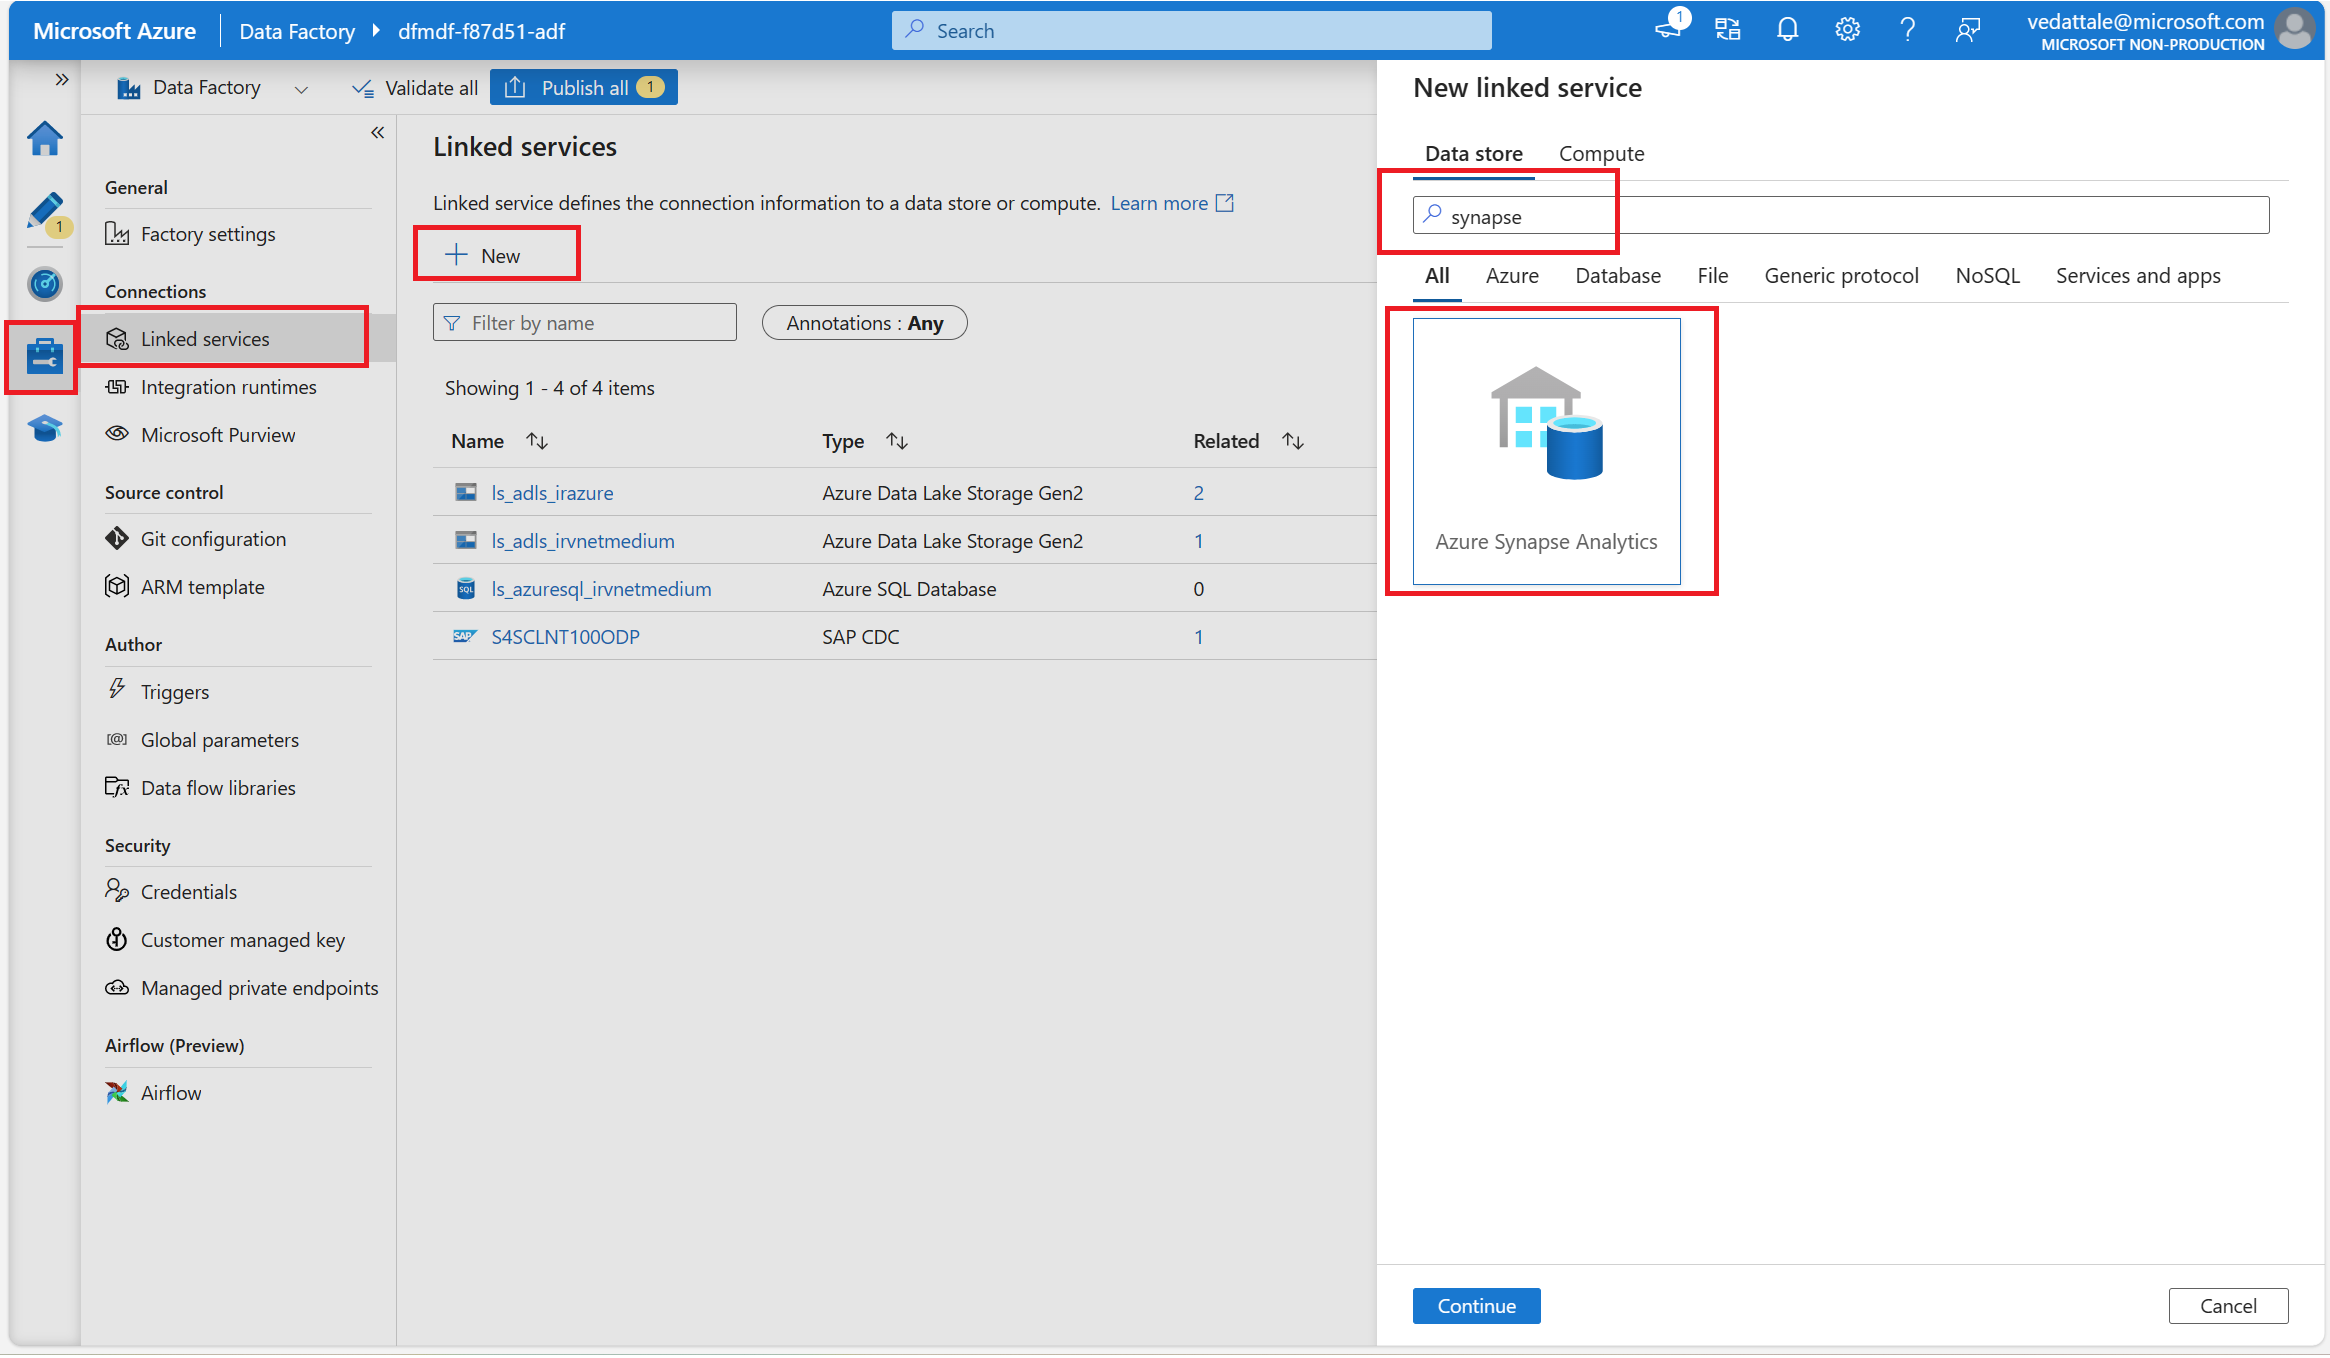 Microsoft Azure
Data Factory
dfmdf-f87d51-adf
Search
1
vedattale@microsoft.com
MICROSOFT NON-PRODUCTION
1
Data Factory
Validate all
Publish all 1
General
Factory settings
Connections
Linked services
Integration runtimes
Microsoft Purview
Source control
Git configuration
ARM template
Author
Triggers
Global parameters
Data flow libraries
Security
Credentials
Customer managed key
Managed private endpoints
Airflow (Preview)
Airflow
Linked services
Linked service defines the connection information to a data store or compute. Learn more
New
Filter by name
Annotations : Any
Showing 1 - 4 of 4 items
Name Type Related
ls_adls_irazure Azure Data Lake Storage Gen2 2
ls_adls_irvnetmedium Azure Data Lake Storage Gen2 1
SQL ls_azuresql_irvnetmedium Azure SQL Database 0
SAP S4SCLNT100ODP SAP CDC 1
New linked service
Data store Compute
synapse
All Azure Database File Generic protocol NoSQL Services and apps
Azure Synapse Analytics
Continue
Cancel